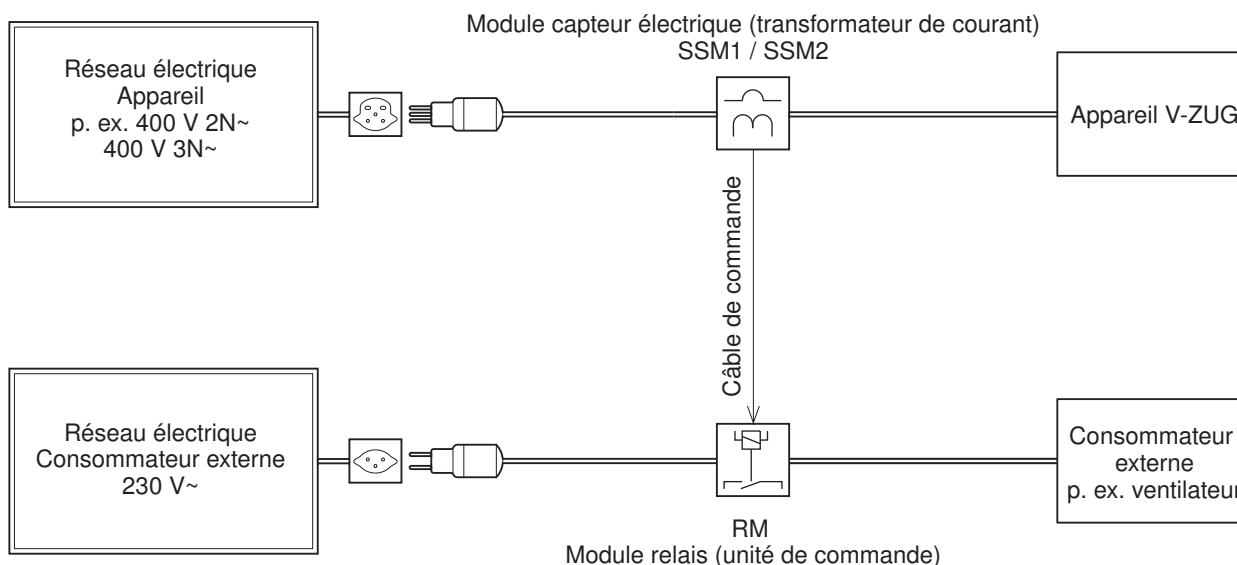 Module capteur électrique (transformateur de courant)
SSM1 / SSM2
Réseau électrique
Appareil
p. ex. 400 V 2N~
400 V 3N~
Appareil V-ZUG
Câble de commande
Réseau électrique
Consommateur externe
230 V~
Consommateur
externe
p. ex. ventilateur
RM
Module relais (unité de commande)